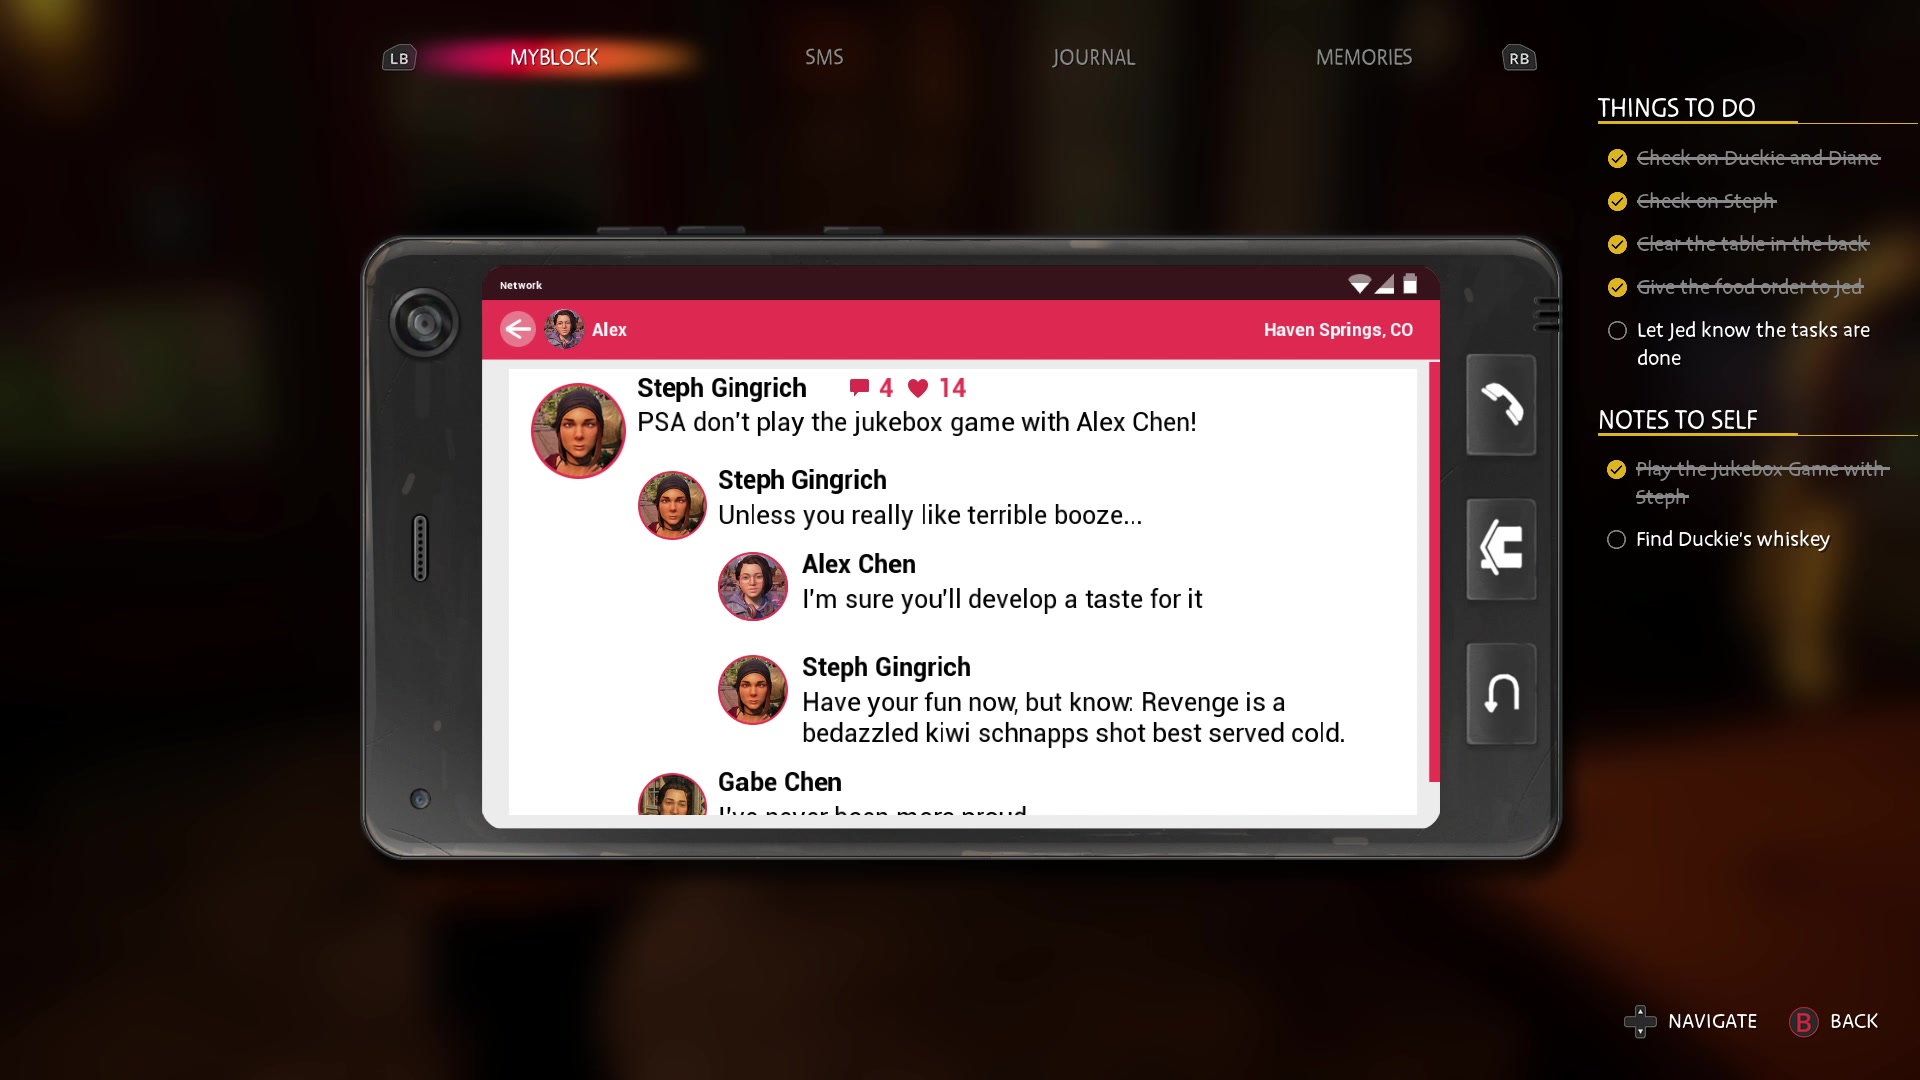 LB
MYBLOCK
SMS
JOURNAL
MEMORIES
RB
THINGS TO DO
Check on Duckie and Diane
Check on Steph
Clear the table in the back
Give the food order to Jed
Let Jed know the tasks are
done
NOTES TO SELF
Play the Jukebox Game with
Steph
Find Duckie's whiskey
Network
Alex
Haven Springs, CO
Steph Gingrich 4 14
PSA don't play the jukebox game with Alex Chen!
Steph Gingrich
Unless you really like terrible booze...
Alex Chen
I'm sure you'll develop a taste for it
Steph Gingrich
Have your fun now, but know: Revenge is a
bedazzled kiwi schnapps shot best served cold.
Gabe Chen
I've never been more proud
NAVIGATE
B BACK